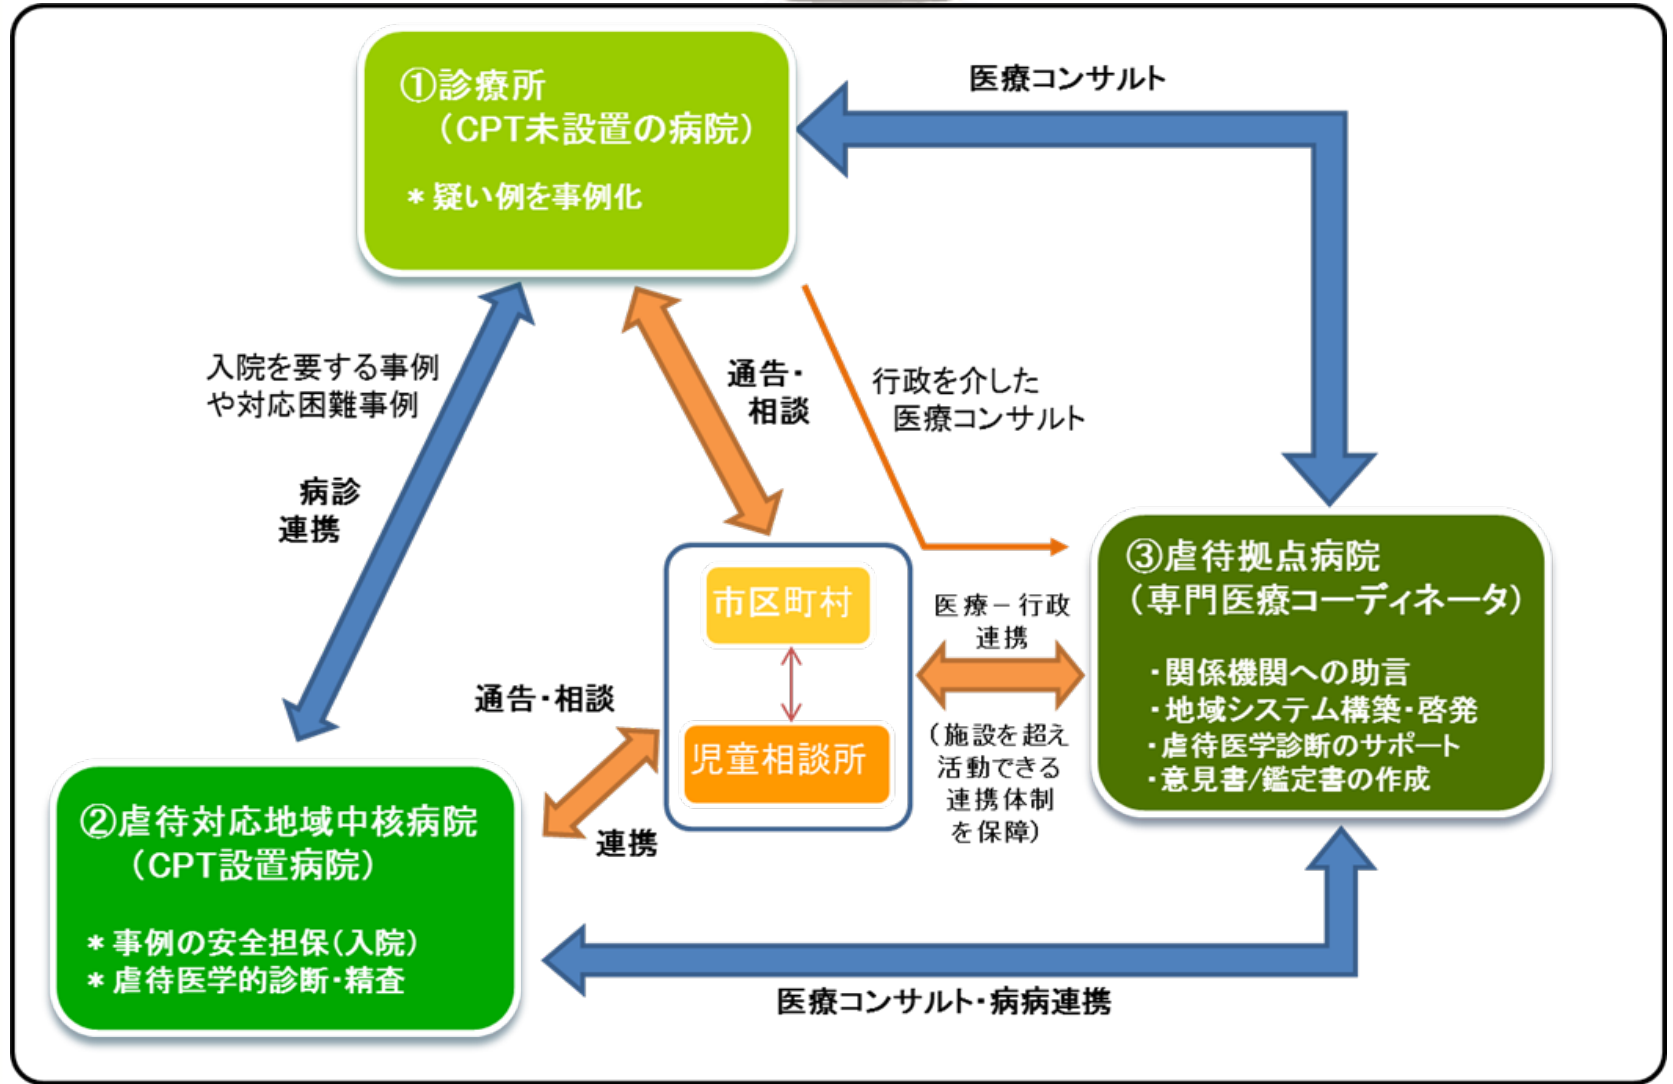 ①診療所
(CPT未設置の病院)
＊疑い例を事例化
医療コンサルト
入院を要する事例
や対応困難事例
病診
連携
通告・
相談
行政を介した
医療コンサルト
市区町村
児童相談所
医療－行政
連携
(施設を超え
活動できる
連携体制
を保障)
③虐待拠点病院
(専門医療コーディネータ)
・関係機関への助言
・地域システム構築・啓発
・虐待医学診断のサポート
・意見書/鑑定書の作成
通告・相談
連携
②虐待対応地域中核病院
(CPT設置病院)
＊事例の安全担保(入院)
＊虐待医学的診断・精査
医療コンサルト・病病連携